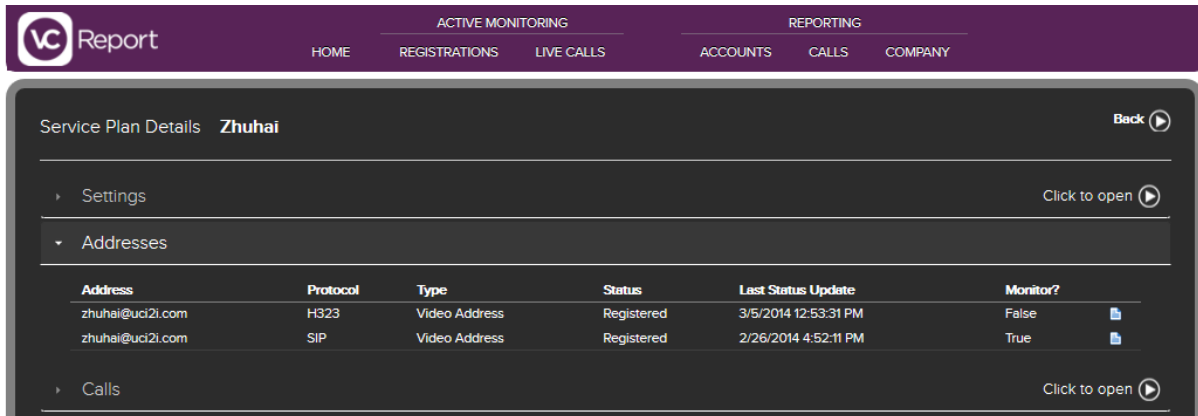 ACTIVE MONITORING REPORTING
VC Report
HOME REGISTRATIONS LIVE CALLS ACCOUNTS CALLS COMPANY
Service Plan Details Zhuhai Back
Settings Click to open
Addresses
Address Protocol Type Status Last Status Update Monitor?
zhuhai@uci2i.com H323 Video Address Registered 3/5/2014 12:53:31 PM False
zhuhai@uci2i.com SIP Video Address Registered 2/26/2014 4:52:11 PM True
Calls Click to open